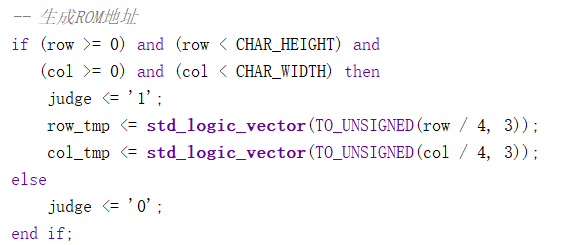 -- 生成ROM地址
if (row >= 0) and (row < CHAR_HEIGHT) and
   (col >= 0) and (col < CHAR_WIDTH) then
    judge <= '1';
    row_tmp <= std_logic_vector(TO_UNSIGNED(row / 4, 3));
    col_tmp <= std_logic_vector(TO_UNSIGNED(col / 4, 3));
else
    judge <= '0';
end if;